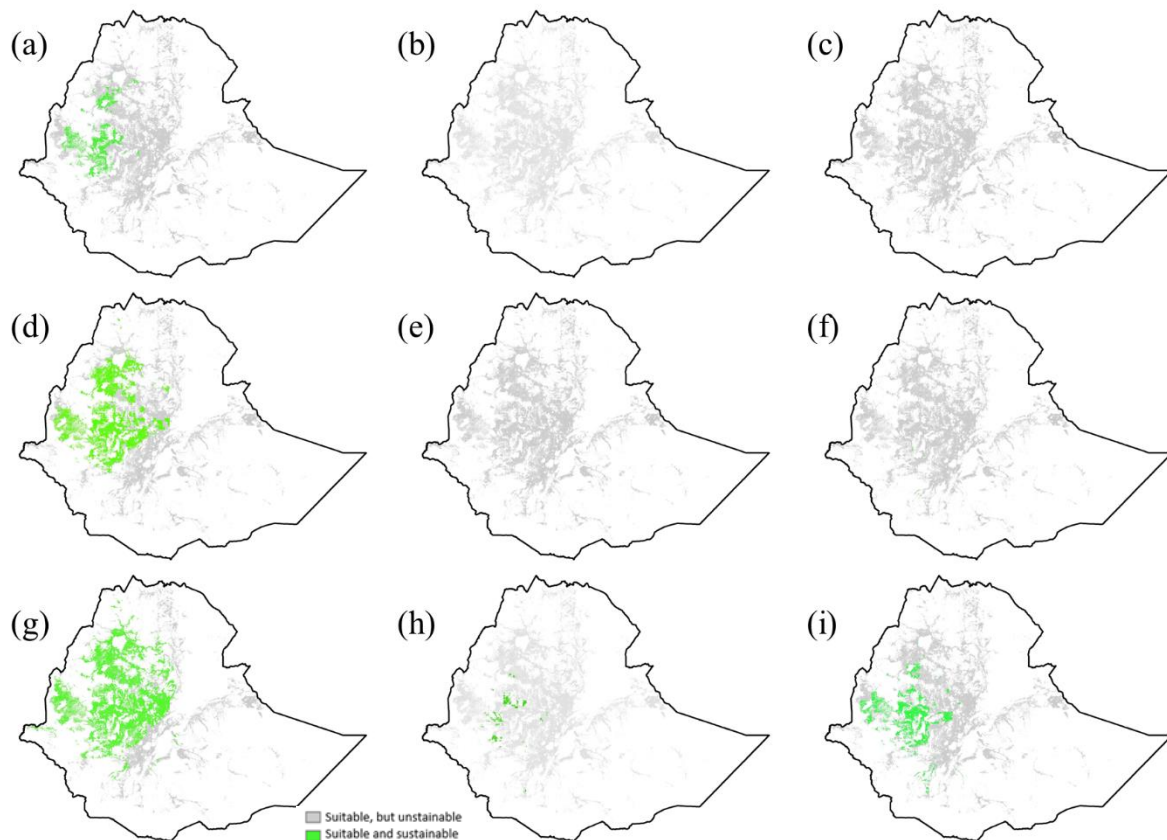 (a)
(b)
(c)
(d)
(e)
(f)
(g)
(h)
(i)
Suitable, but unstainable
Suitable and sustainable